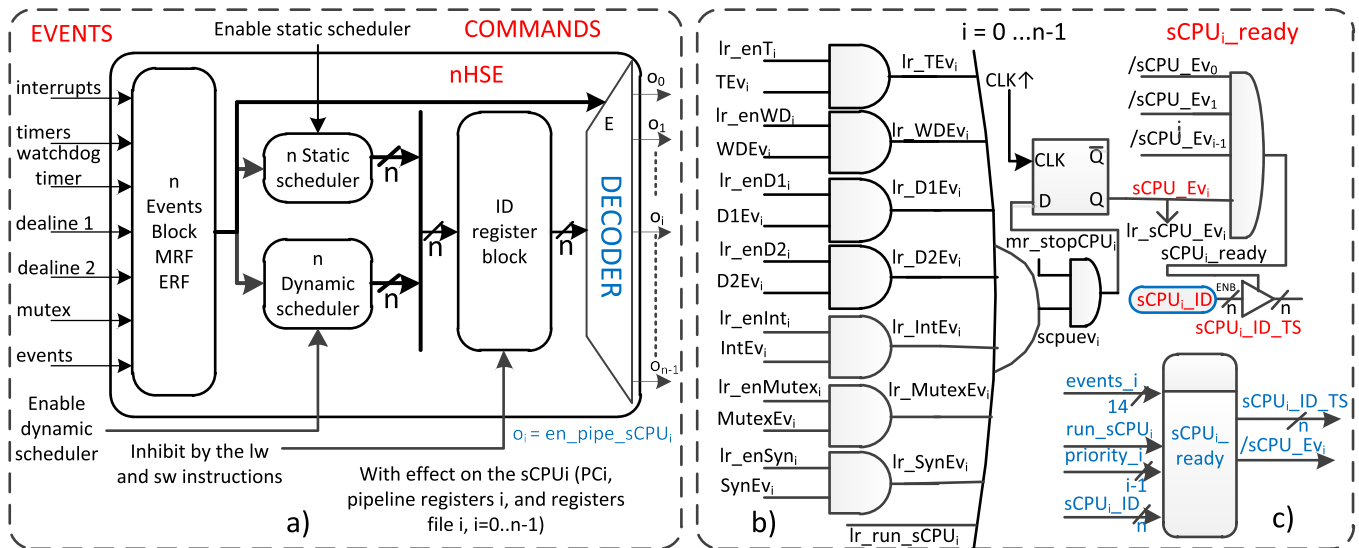 EVENTS
Enable static scheduler
COMMANDS
nHSE
interrupts
timers
watchdog
timer
dealine 1
dealine 2
mutex
events
n
Events
Block
MRF
ERF
n Static
scheduler
n
Dynamic
scheduler
n
n
n
ID
register
block
n
E
DECODER
o0
o1
oi
on-1
Enable
dynamic
scheduler
Inhibit by the lw
and sw instructions
oi = en_pipe_sCPUi
With effect on the sCPUi (PCi,
pipeline registers i, and registers
file i, i=0..n-1)
a)
lr_enTi
TEvi
lr_TEvi
lr_enWDi
WDEvi
lr_WDEvi
lr_enD1i
D1Evi
lr_D1Evi
lr_enD2i
D2Evi
lr_D2Evi
lr_enInti
IntEvi
lr_IntEvi
lr_enMutexi
MutexEvi
lr_MutexEvi
lr_enSyni
SynEvi
lr_SynEvi
lr_run_sCPUi
b)
i = 0 ...n-1
CLK↑
CLK
Q̅
D
Q
mr_stopCPUi
scpuevi
sCPUi_ready
/sCPU_Ev0
/sCPU_Ev1
/sCPU_Evi-1
sCPU_Evi
lr_sCPU_Evi
sCPUi_ready
sCPUi_ID
ENB
n
n
sCPUi_ID_TS
events_i
14
run_sCPUi
priority_i
i-1
sCPUi_ID
n
sCPUi_
ready
sCPUi_ID_TS
n
/sCPU_Evi
c)